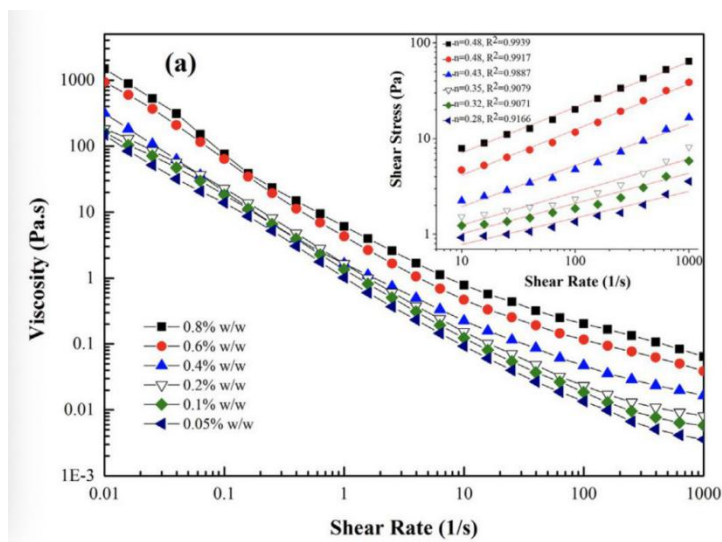 (a)
Viscosity (Pa.s)
1000
100
10
1
0.1
0.01
1E-3
0.01 0.1 1 10 100 1000
Shear Rate (1/s)
0.8% w/w
0.6% w/w
0.4% w/w
0.2% w/w
0.1% w/w
0.05% w/w
Shear Stress (Pa)
100
10
1
10 100 1000
Shear Rate (1/s)
n=0.48, R²=0.9939
n=0.48, R²=0.9917
n=0.43, R²=0.9887
n=0.35, R²=0.9079
n=0.32, R²=0.9071
n=0.28, R²=0.9166